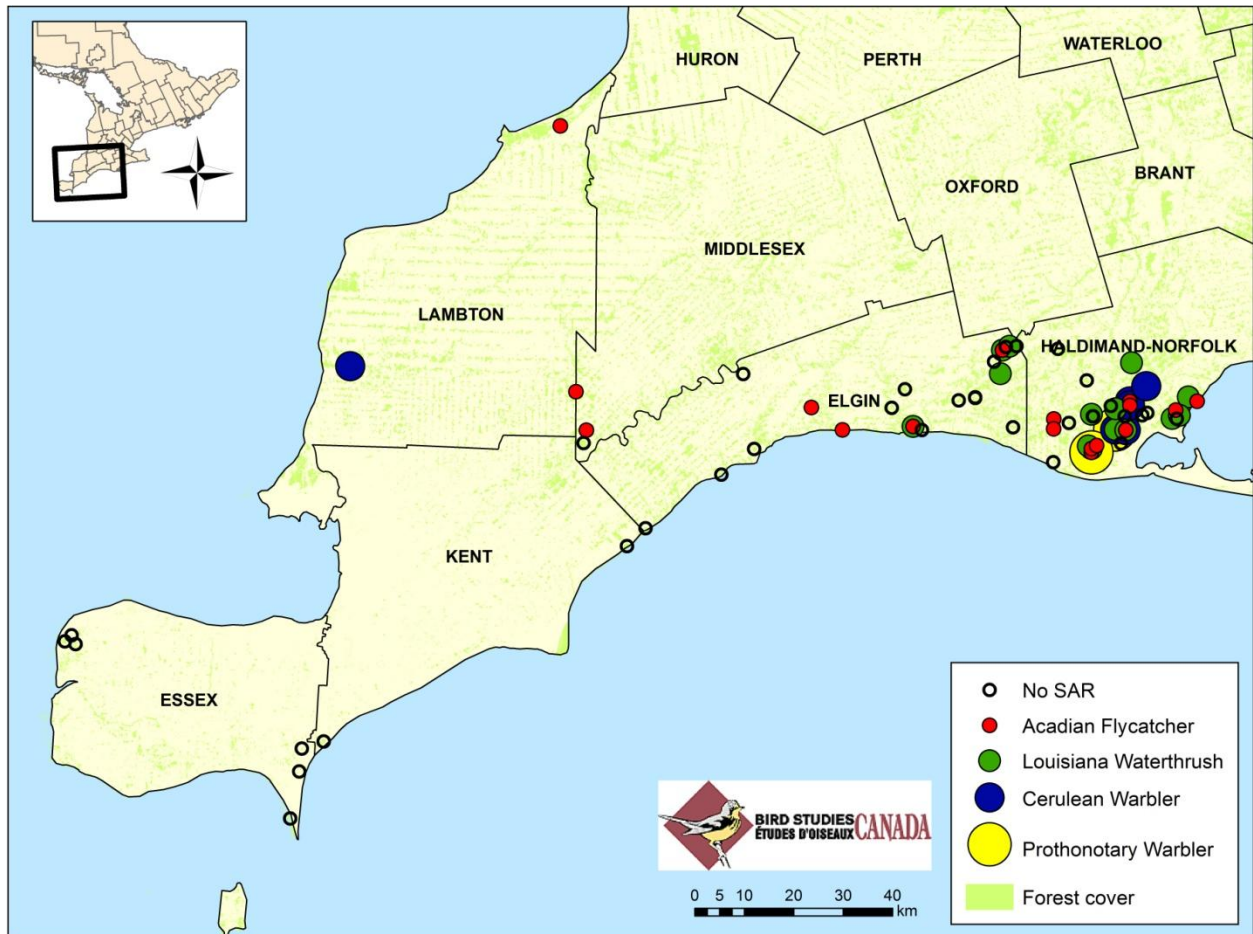 HURON
PERTH
WATERLOO
BRANT
OXFORD
MIDDLESEX
LAMBTON
HALDIMAND-NORFOLK
ELGIN
KENT
ESSEX
No SAR
Acadian Flycatcher
Louisiana Waterthrush
Cerulean Warbler
Prothonotary Warbler
Forest cover
BIRD STUDIES
ÉTUDES D'OISEAUX CANADA
0 5 10 20 30 40
km